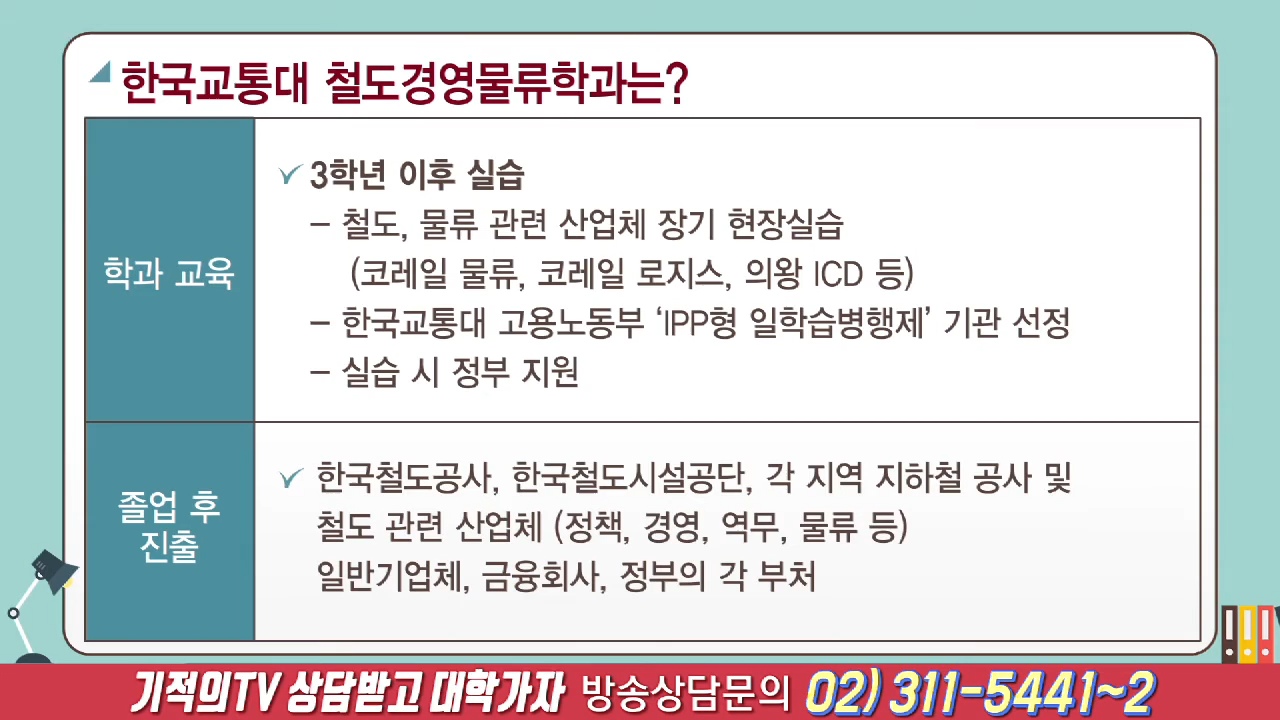 한국교통대 철도경영물류학과는?
학과 교육
3학년 이후 실습
– 철도, 물류 관련 산업체 장기 현장실습
(코레일 물류, 코레일 로지스, 의왕 ICD 등)
– 한국교통대 고용노동부 ‘IPP형 일학습병행제’ 기관 선정
– 실습 시 정부 지원
졸업 후
진출
한국철도공사, 한국철도시설공단, 각 지역 지하철 공사 및
철도 관련 산업체 (정책, 경영, 역무, 물류 등)
일반기업체, 금융회사, 정부의 각 부처
기적의TV 상담받고 대학가자 방송상담문의 02) 311-5441~2